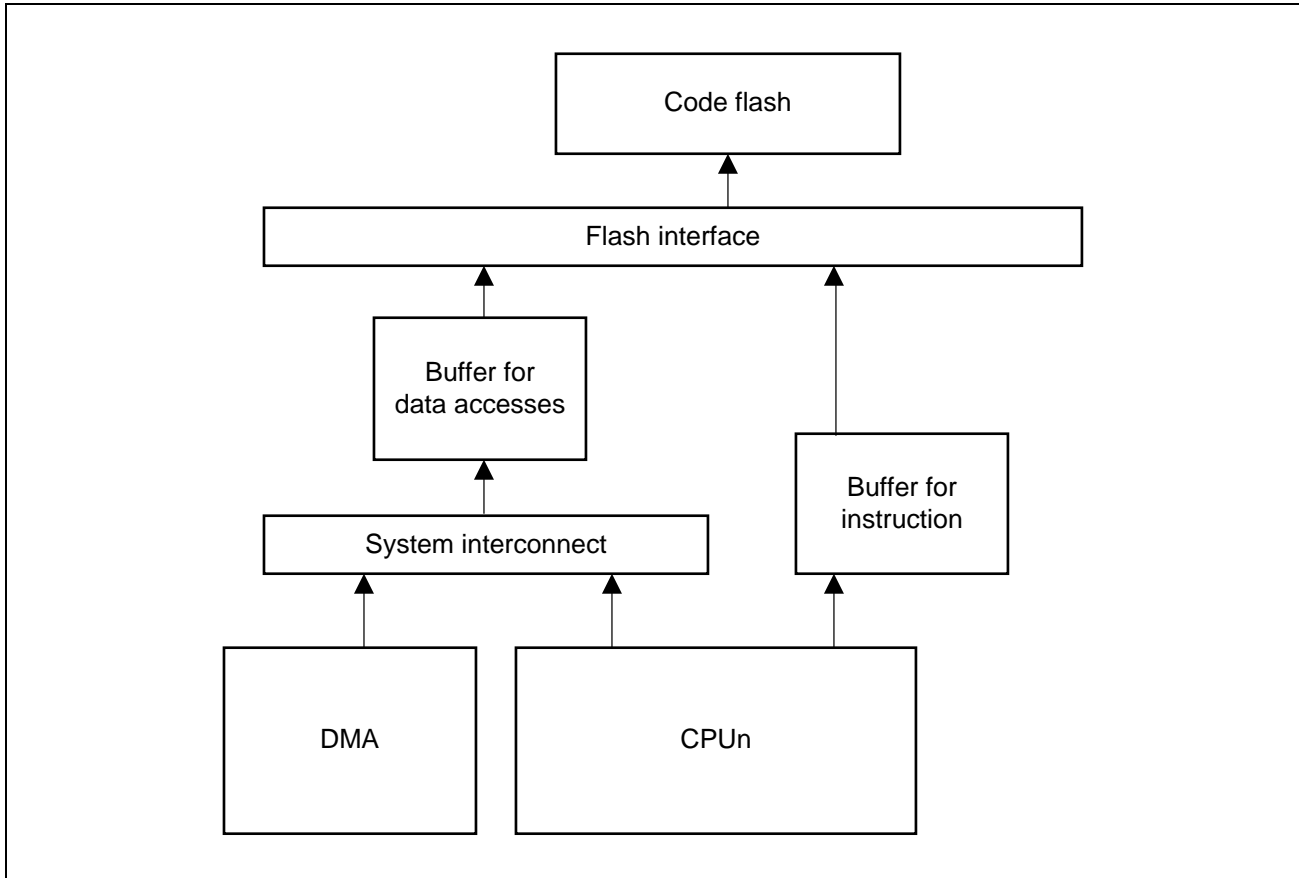 Code flash
Flash interface
Buffer for
data accesses
Buffer for
instruction
System interconnect
DMA
CPUn